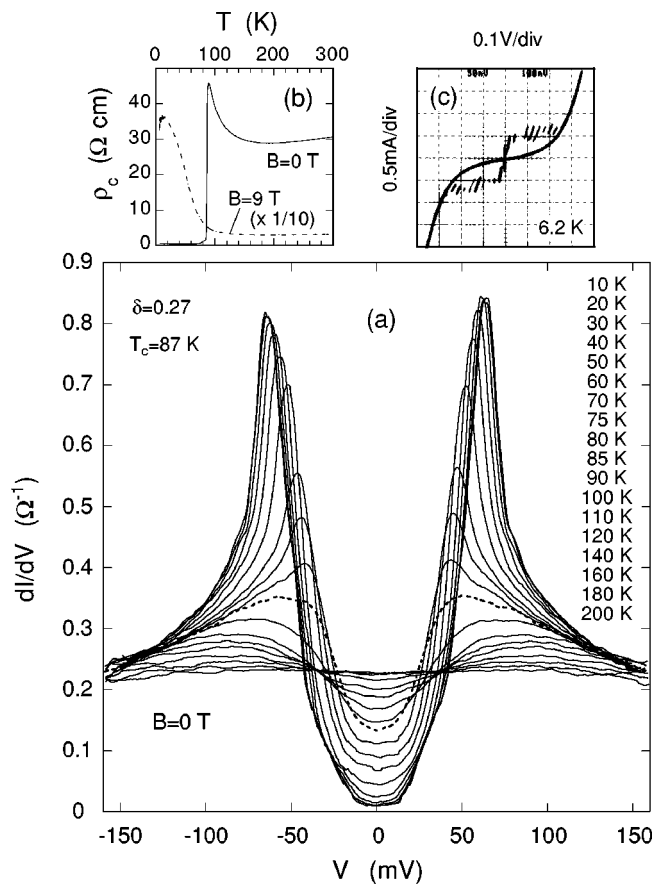 T (K)
0 100 200 300
60
45
30
15
0
ρc (Ω cm)
(b)
B=0 T
B=9 T
(x 1/10)
0.1V/div
0.5mA/div
50mV 100mV
(c)
6.2 K
(a)
δ=0.27
Tc=87 K
B=0 T
10 K
20 K
30 K
40 K
50 K
60 K
70 K
75 K
80 K
85 K
90 K
100 K
110 K
120 K
140 K
160 K
180 K
200 K
0.9
0.8
0.7
0.6
0.5
0.4
0.3
0.2
0.1
0
dI/dV (Ω-1)
-150 -100 -50 0 50 100 150
V (mV)